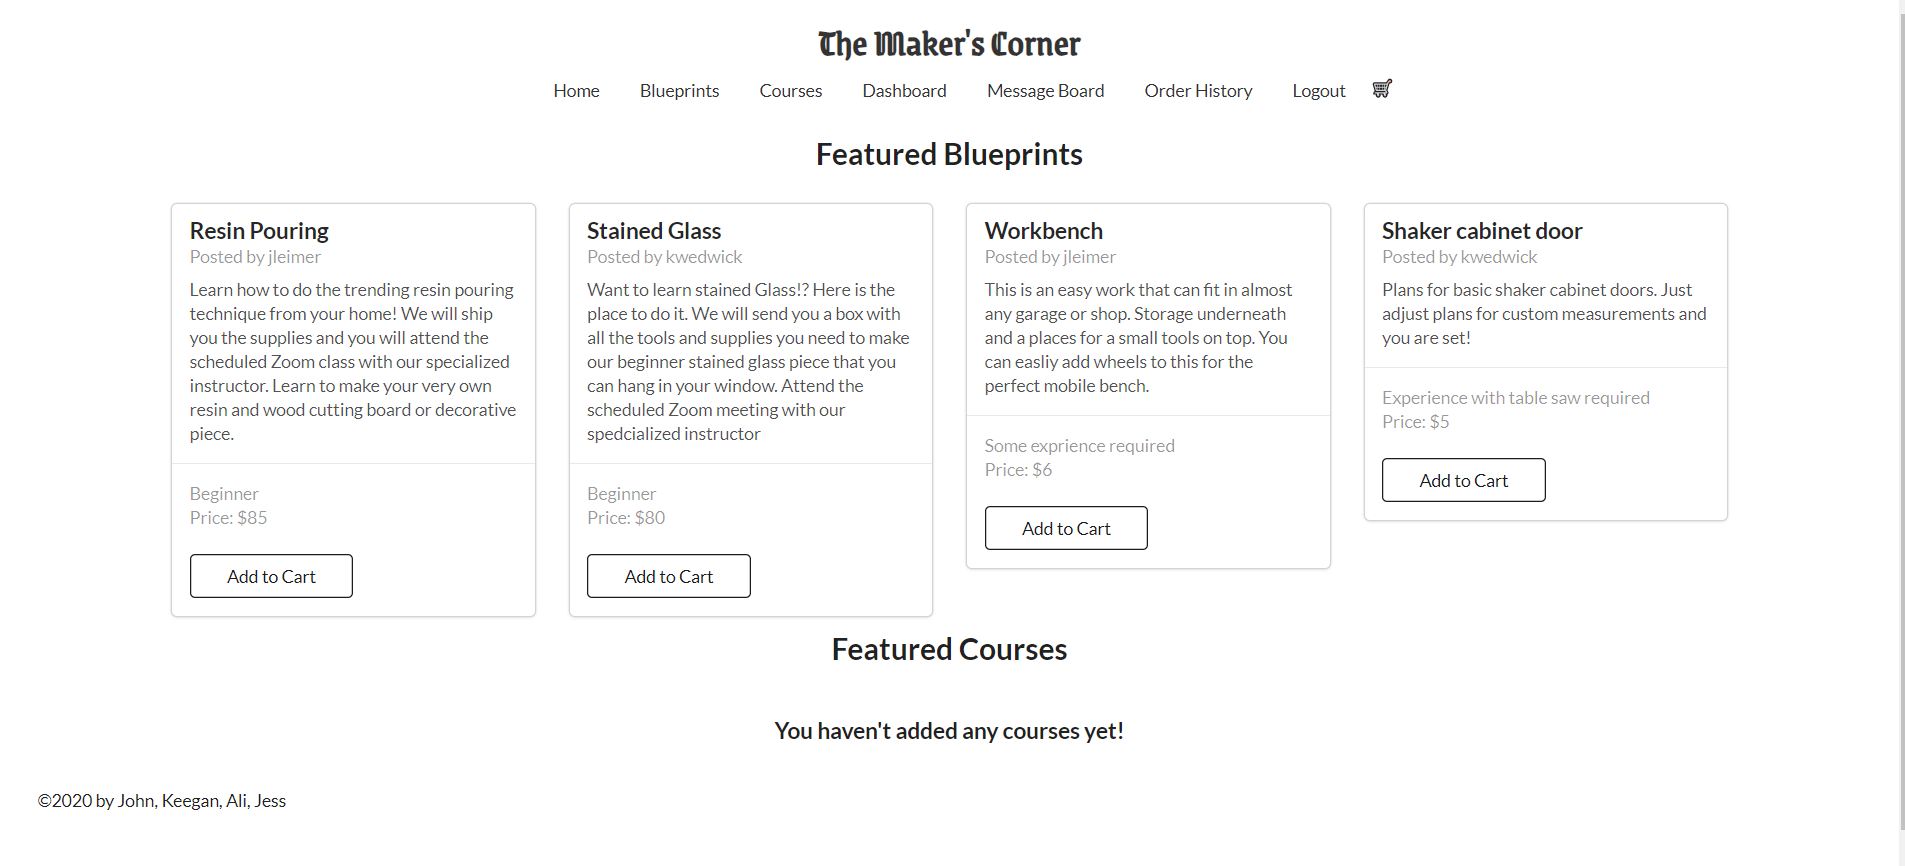 The Maker's Corner
Home Blueprints Courses Dashboard Message Board Order History Logout
Featured Blueprints
Resin Pouring
Posted by jleimer
Learn how to do the trending resin pouring
technique from your home! We will ship
you the supplies and you will attend the
scheduled Zoom class with our specialized
instructor. Learn to make your very own
resin and wood cutting board or decorative
piece.
Beginner
Price: $85
Add to Cart
Stained Glass
Posted by kwedwick
Want to learn stained Glass!? Here is the
place to do it. We will send you a box with
all the tools and supplies you need to make
our beginner stained glass piece that you
can hang in your window. Attend the
scheduled Zoom meeting with our
spedcialized instructor
Beginner
Price: $80
Add to Cart
Workbench
Posted by jleimer
This is an easy work that can fit in almost
any garage or shop. Storage underneath
and a places for a small tools on top. You
can easliy add wheels to this for the
perfect mobile bench.
Some exprience required
Price: $6
Add to Cart
Shaker cabinet door
Posted by kwedwick
Plans for basic shaker cabinet doors. Just
adjust plans for custom measurements and
you are set!
Experience with table saw required
Price: $5
Add to Cart
Featured Courses
You haven't added any courses yet!
©2020 by John, Keegan, Ali, Jess